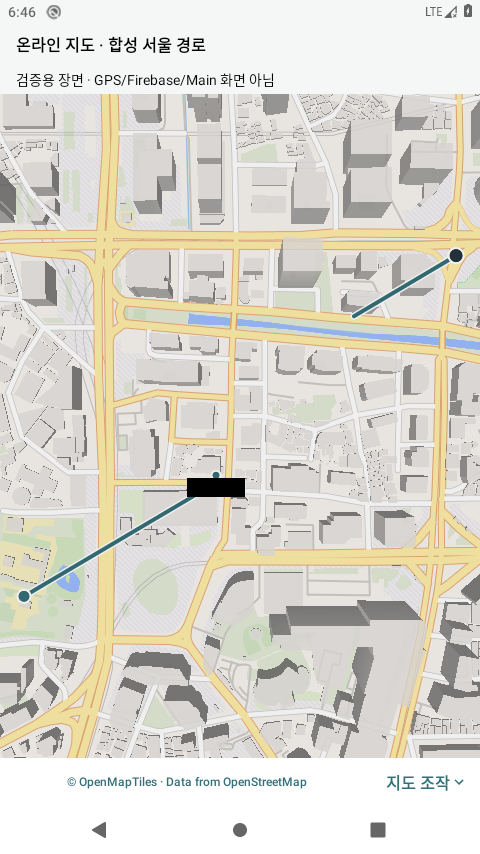 6:46
LTE
온라인 지도 · 합성 서울 경로
검증용 장면 · GPS/Firebase/Main 화면 아님
© OpenMapTiles · Data from OpenStreetMap
지도 조작